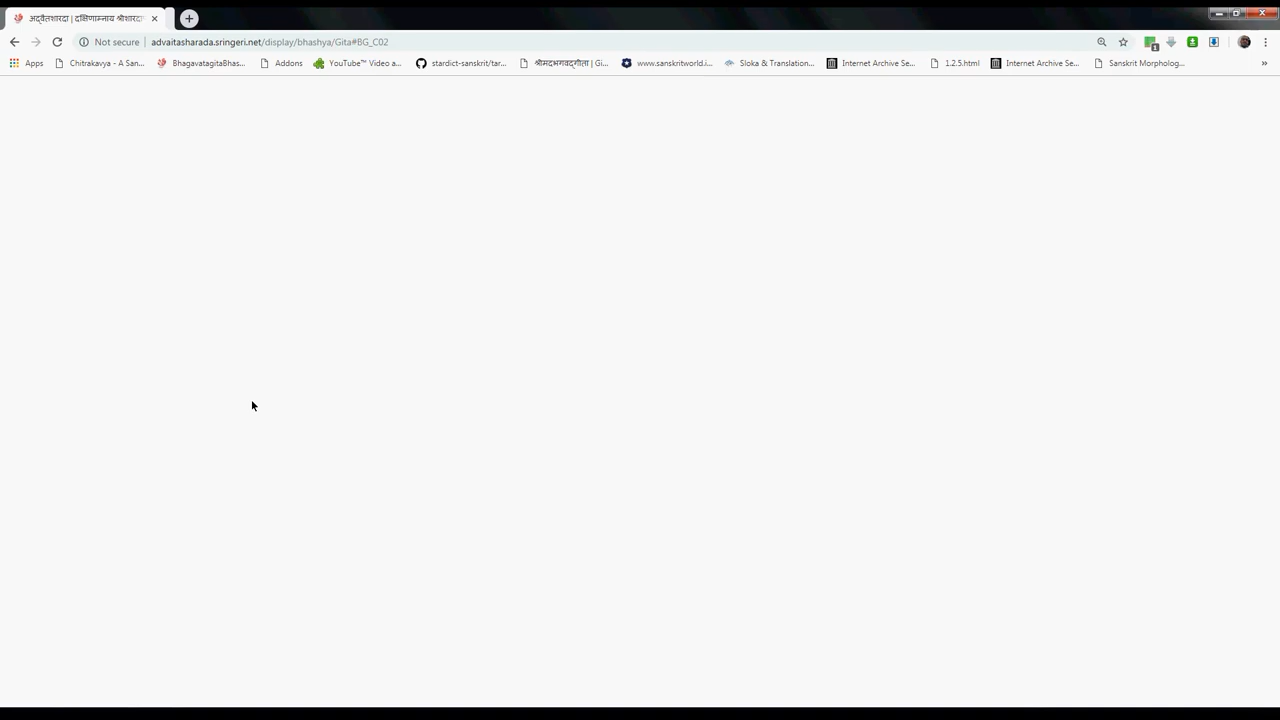 अद्वैतशारदा | दक्षिणाम्नाय श्रीशारदा
Not secure advaitasharada.sringeri.net/display/bhashya/Gita#BG_C02
1
Apps Chitrakavya - A San... BhagavatagitaBhas... Addons YouTube™ Video a... stardict-sanskrit/tar... श्रीमद्भगवद्गीता | Gi... www.sanskritworld.i... Sloka & Translation... Internet Archive Se... 1.2.5.html Internet Archive Se... Sanskrit Morpholog... »